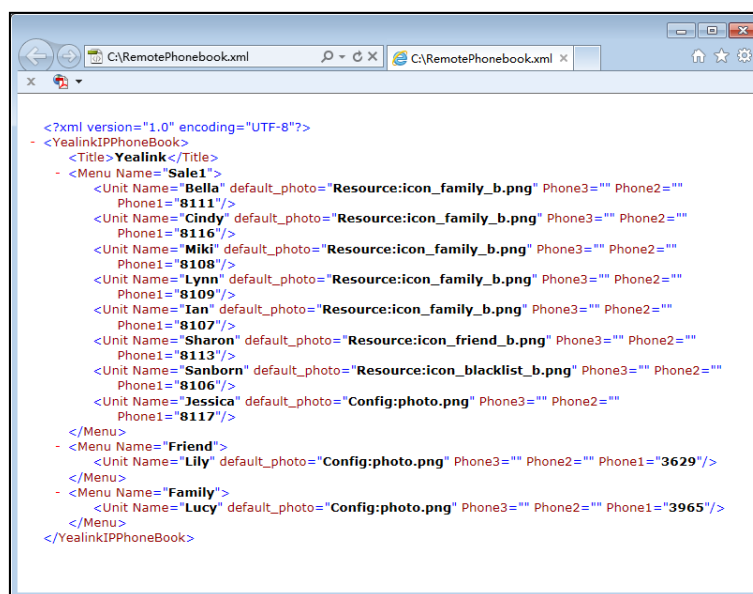 C:\RemotePhonebook.xml
C:\RemotePhonebook.xml
<?xml version="1.0" encoding="UTF-8"?>
- <YealinkIPPhoneBook>
<Title>Yealink</Title>
- <Menu Name="Sale1">
<Unit Name="Bella" default_photo="Resource:icon_family_b.png" Phone3="" Phone2=""
Phone1="8111"/>
<Unit Name="Cindy" default_photo="Resource:icon_family_b.png" Phone3="" Phone2=""
Phone1="8116"/>
<Unit Name="Miki" default_photo="Resource:icon_family_b.png" Phone3="" Phone2=""
Phone1="8108"/>
<Unit Name="Lynn" default_photo="Resource:icon_family_b.png" Phone3="" Phone2=""
Phone1="8109"/>
<Unit Name="Ian" default_photo="Resource:icon_family_b.png" Phone3="" Phone2=""
Phone1="8107"/>
<Unit Name="Sharon" default_photo="Resource:icon_friend_b.png" Phone3="" Phone2=""
Phone1="8113"/>
<Unit Name="Sanborn" default_photo="Resource:icon_blacklist_b.png" Phone3="" Phone2=""
Phone1="8106"/>
<Unit Name="Jessica" default_photo="Config:photo.png" Phone3="" Phone2=""
Phone1="8117"/>
</Menu>
- <Menu Name="Friend">
<Unit Name="Lily" default_photo="Config:photo.png" Phone3="" Phone2="" Phone1="3629"/>
</Menu>
- <Menu Name="Family">
<Unit Name="Lucy" default_photo="Config:photo.png" Phone3="" Phone2="" Phone1="3965"/>
</Menu>
</YealinkIPPhoneBook>